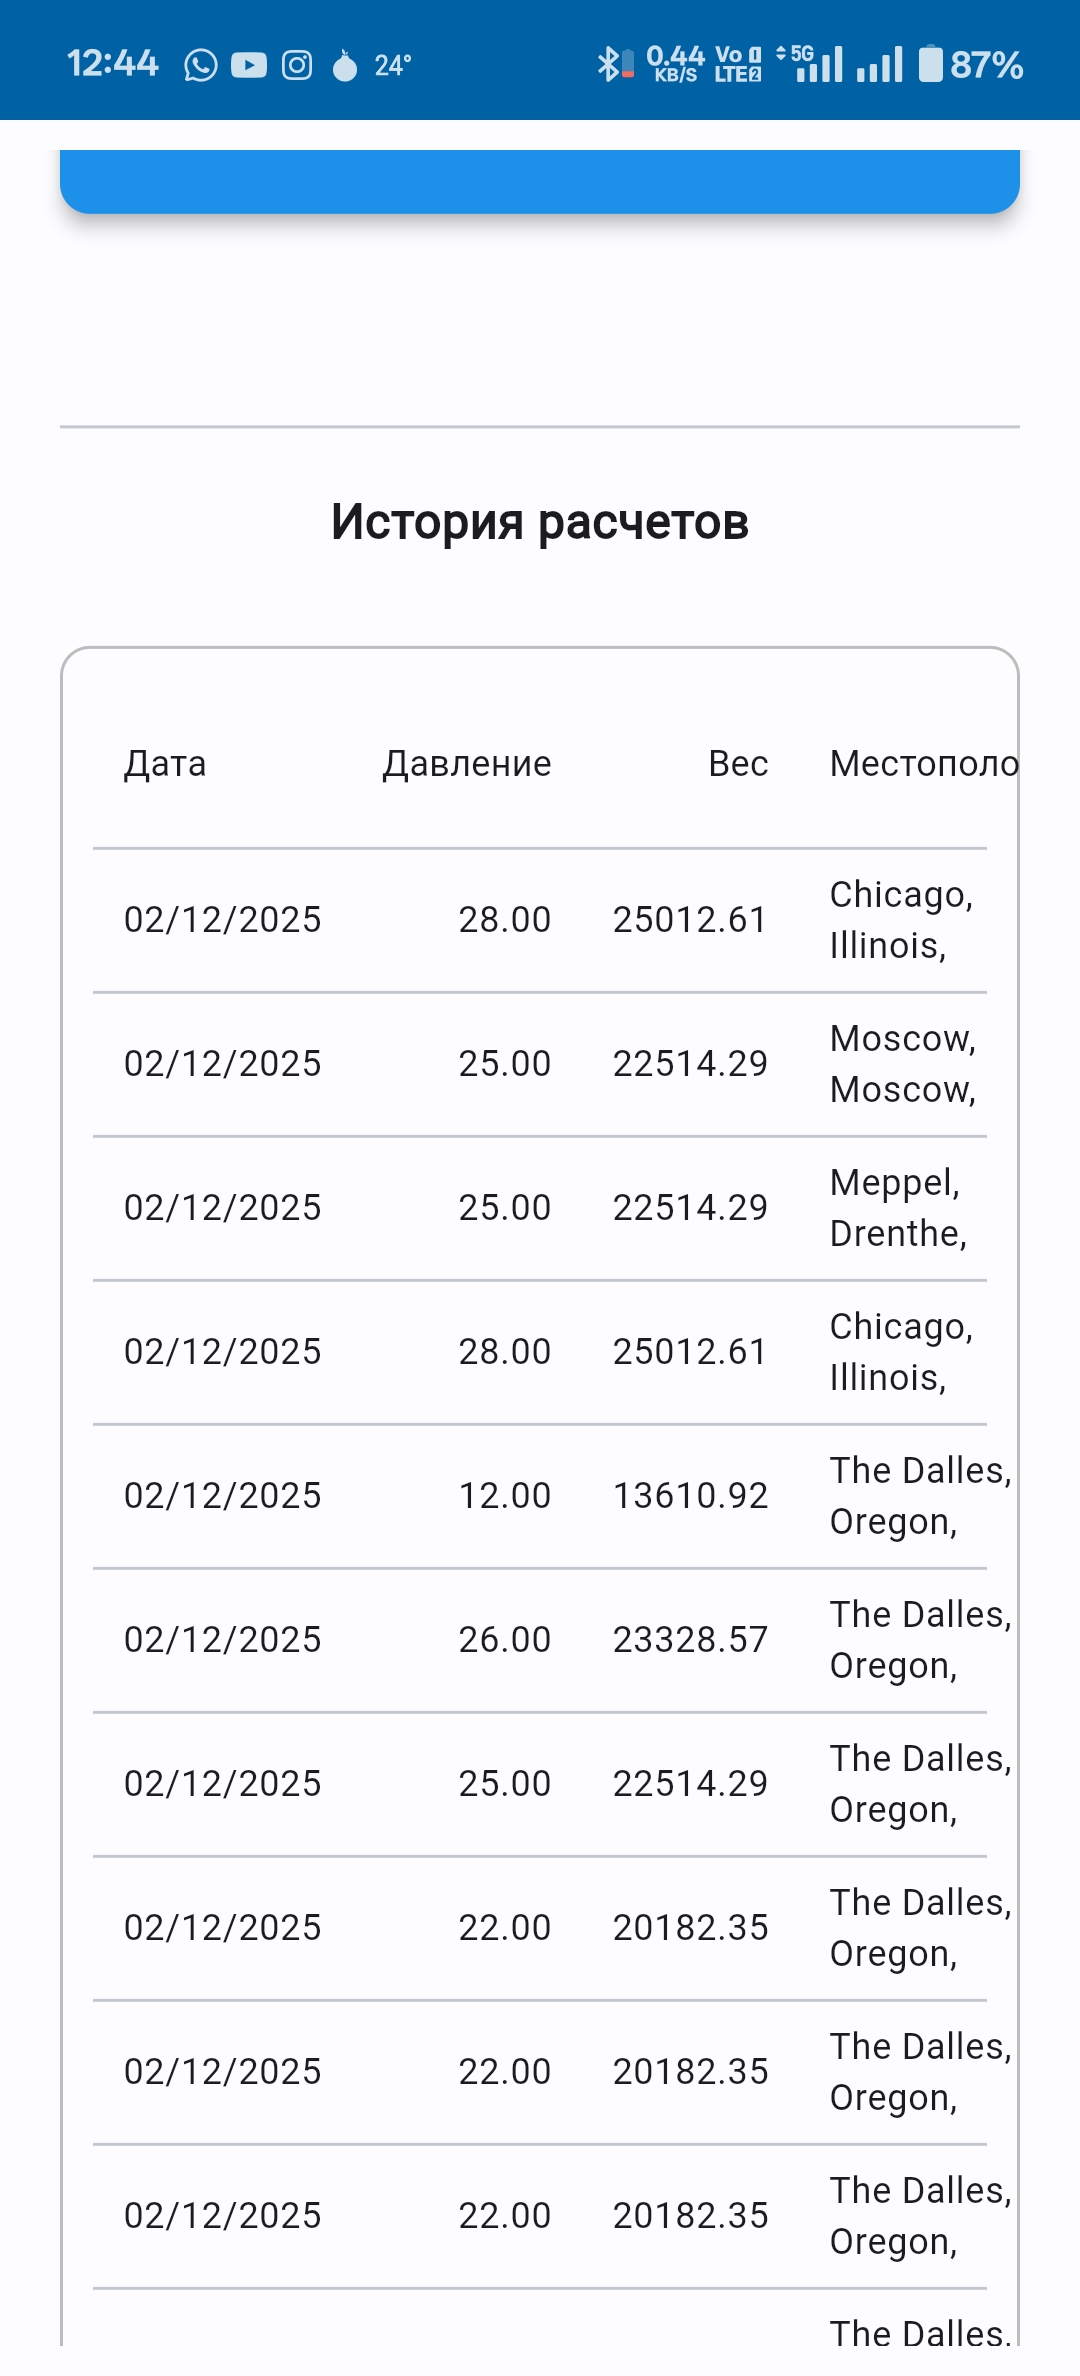 12:44 24° 0.44 KB/S Vo 1 LTE 2 5G 87%
История расчетов
Дата Давление Вес Местополо
02/12/2025 28.00 25012.61 Chicago,
Illinois,
02/12/2025 25.00 22514.29 Moscow,
Moscow,
02/12/2025 25.00 22514.29 Meppel,
Drenthe,
02/12/2025 28.00 25012.61 Chicago,
Illinois,
02/12/2025 12.00 13610.92 The Dalles,
Oregon,
02/12/2025 26.00 23328.57 The Dalles,
Oregon,
02/12/2025 25.00 22514.29 The Dalles,
Oregon,
02/12/2025 22.00 20182.35 The Dalles,
Oregon,
02/12/2025 22.00 20182.35 The Dalles,
Oregon,
02/12/2025 22.00 20182.35 The Dalles,
Oregon,
The Dalles,